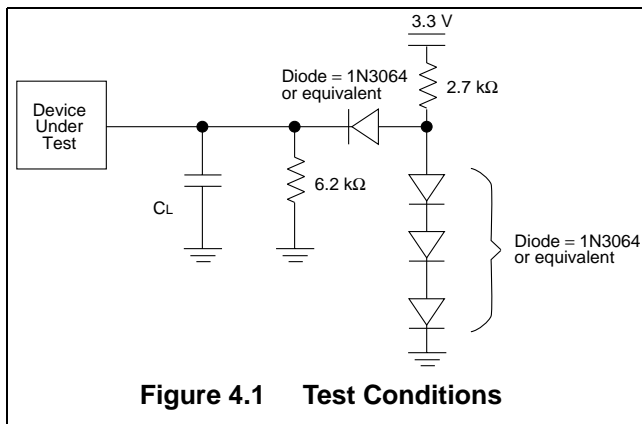 3.3 V
2.7 kΩ
Diode = 1N3064
or equivalent
Device
Under
Test
CL
6.2 kΩ
Diode = 1N3064
or equivalent
Figure 4.1 Test Conditions